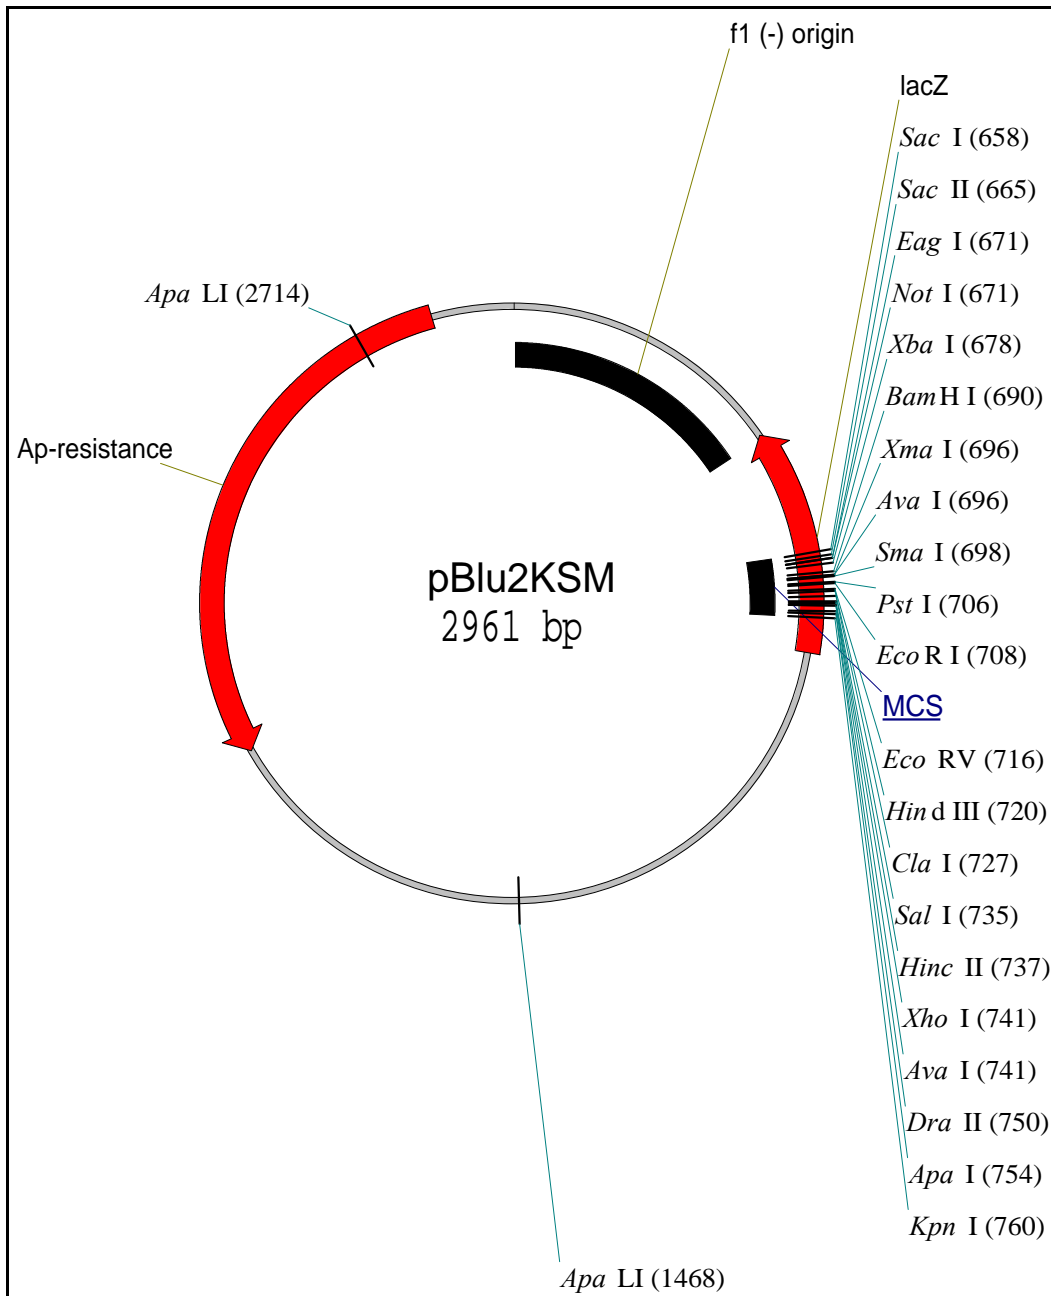 f1 (-) origin
lacZ
Sac I (658)
Sac II (665)
Eag I (671)
Not I (671)
Xba I (678)
BamH I (690)
Xma I (696)
Ava I (696)
Sma I (698)
Pst I (706)
EcoR I (708)
MCS
Eco RV (716)
Hind III (720)
Cla I (727)
Sal I (735)
Hinc II (737)
Xho I (741)
Ava I (741)
Dra II (750)
Apa I (754)
Kpn I (760)
Apa LI (1468)
Apa LI (2714)
Ap-resistance
pBlu2KSM
2961 bp